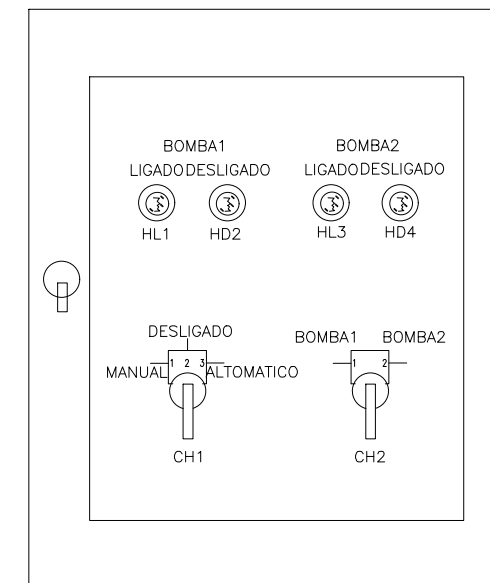 BOMBA1 BOMBA2
LIGADO DESLIGADO LIGADO DESLIGADO
HL1 HD2 HL3 HD4
DESLIGADO
BOMBA1 BOMBA2
1 2 3 1 2
MANUAL ALTOMATICO
CH1 CH2